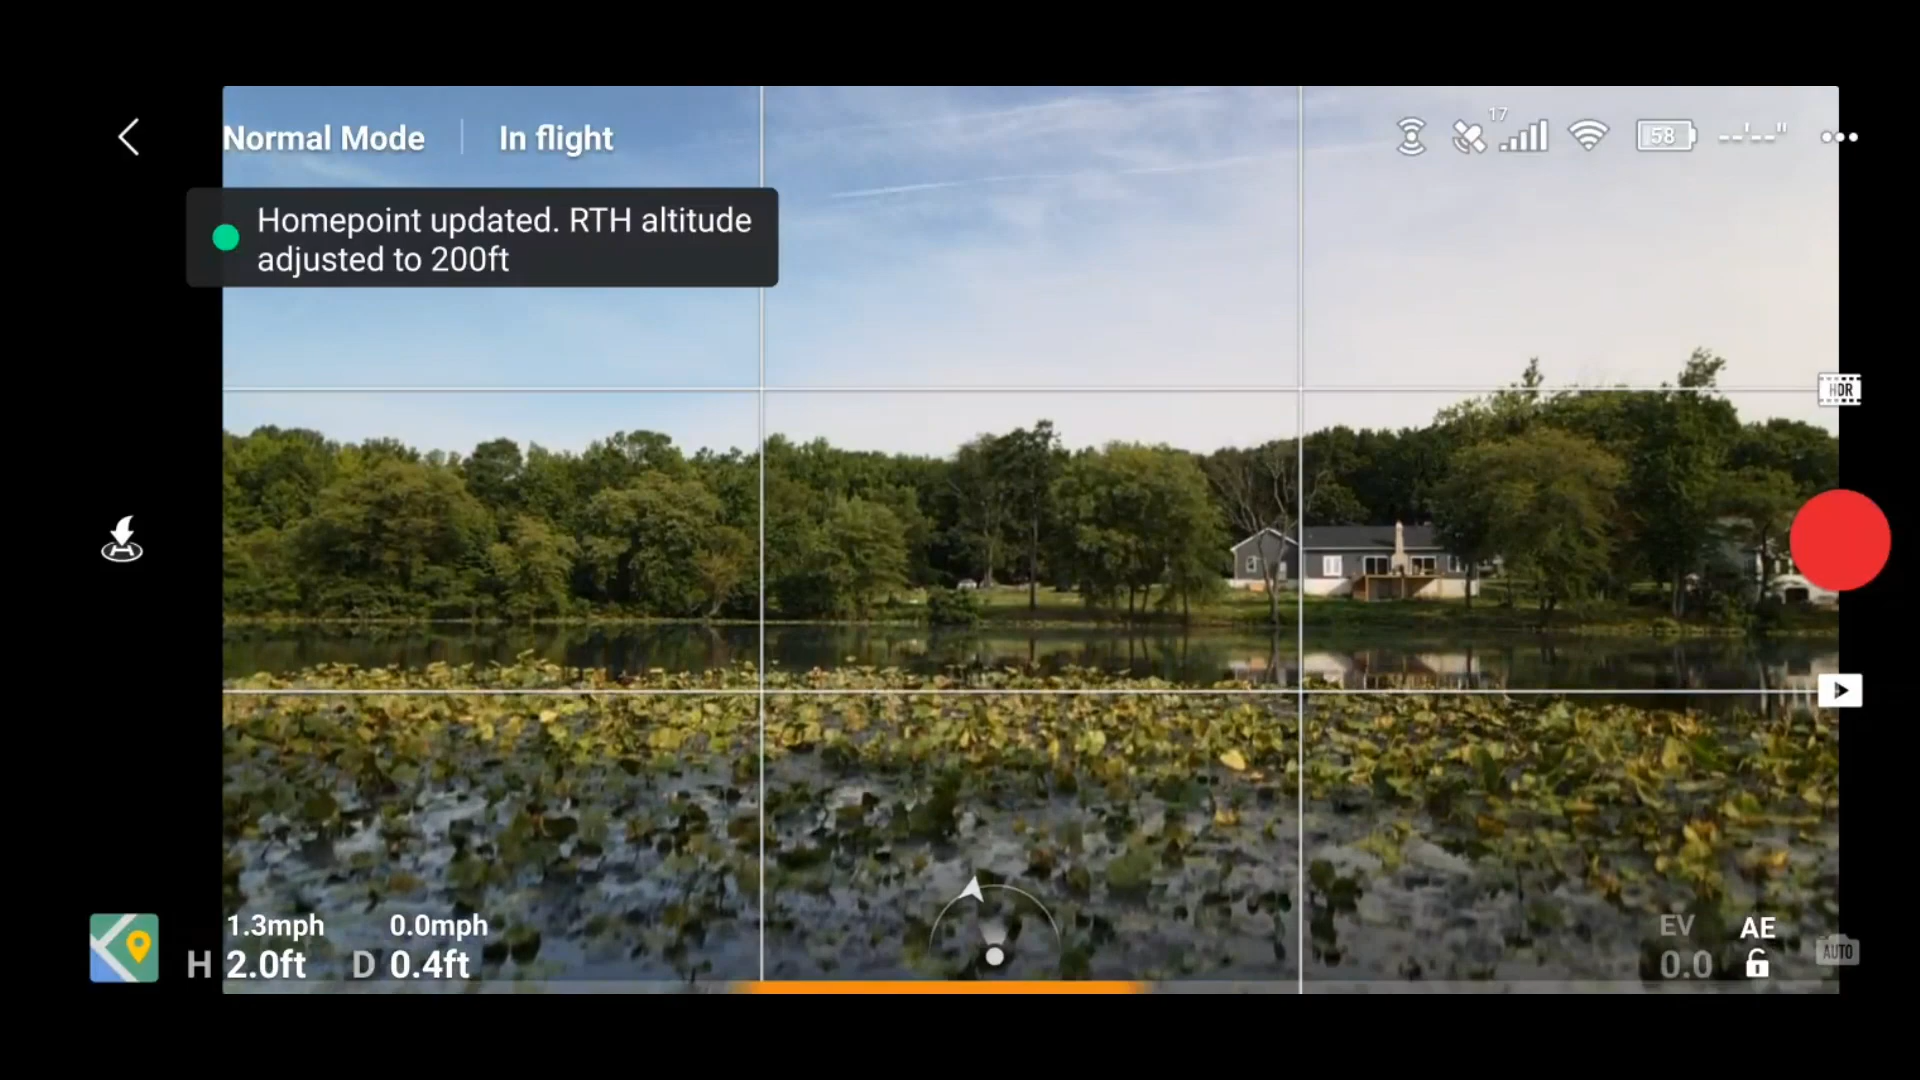 Normal Mode
In flight
17
58
--'--"
Homepoint updated. RTH altitude
adjusted to 200ft
HDR
1.3mph
0.0mph
H 2.0ft
D 0.4ft
EV
0.0
AE
AUTO